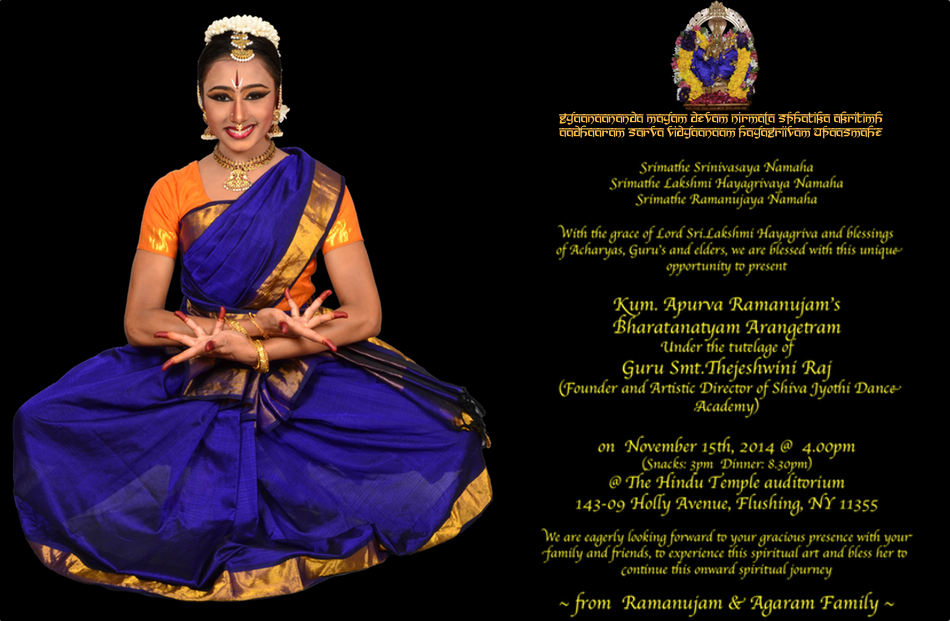 gyaanaananda mayam devam nirmala sphatika akritimh
aadhaaram sarva vidyaanaam hayagriivam upaasmahe
Srimathe Srinivasaya Namaha
Srimathe Lakshmi Hayagrivaya Namaha
Srimathe Ramanujaya Namaha
With the grace of Lord Sri.Lakshmi Hayagriva and blessings
of Acharyas, Guru's and elders, we are blessed with this unique
opportunity to present
Kum. Apurva Ramanujam's
Bharatanatyam Arangetram
Under the tutelage of
Guru Smt.Thejeshwini Raj
(Founder and Artistic Director of Shiva Jyothi Dance
Academy)
on November 15th, 2014 @ 4.00pm
(Snacks: 3pm Dinner: 8.30pm)
@ The Hindu Temple auditorium
143-09 Holly Avenue, Flushing, NY 11355
We are eagerly looking forward to your gracious presence with your
family and friends, to experience this spiritual art and bless her to
continue this onward spiritual journey
~ from Ramanujam & Agaram Family ~